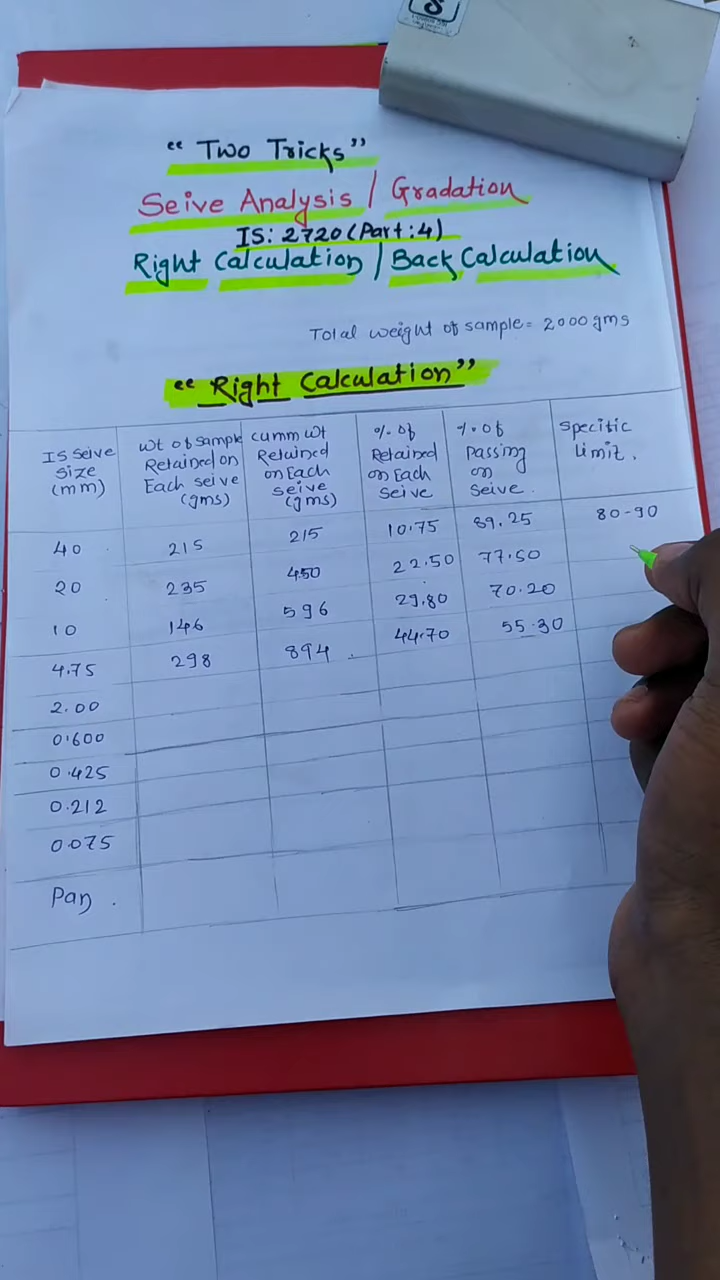 “ Two Tricks ”
Seive Analysis / Gradation
IS: 2720 (Part:4)
Right Calculation / Back Calculation
Total weight of sample = 2000 gms
“ Right Calculation ”
IS Seive Size (mm) Wt of sample Retained on Each seive (gms) cumm wt Retained on Each seive (gms) %. of Retained on Each Seive %. of Passing on Seive. Specific Limit.
40 215 215 10.75 89.25 80-90
20 235 450 22.50 77.50
10 146 596 29.80 70.20
4.75 298 894 44.70 55.30
2.00
0.600
0.425
0.212
0.075
Pan .